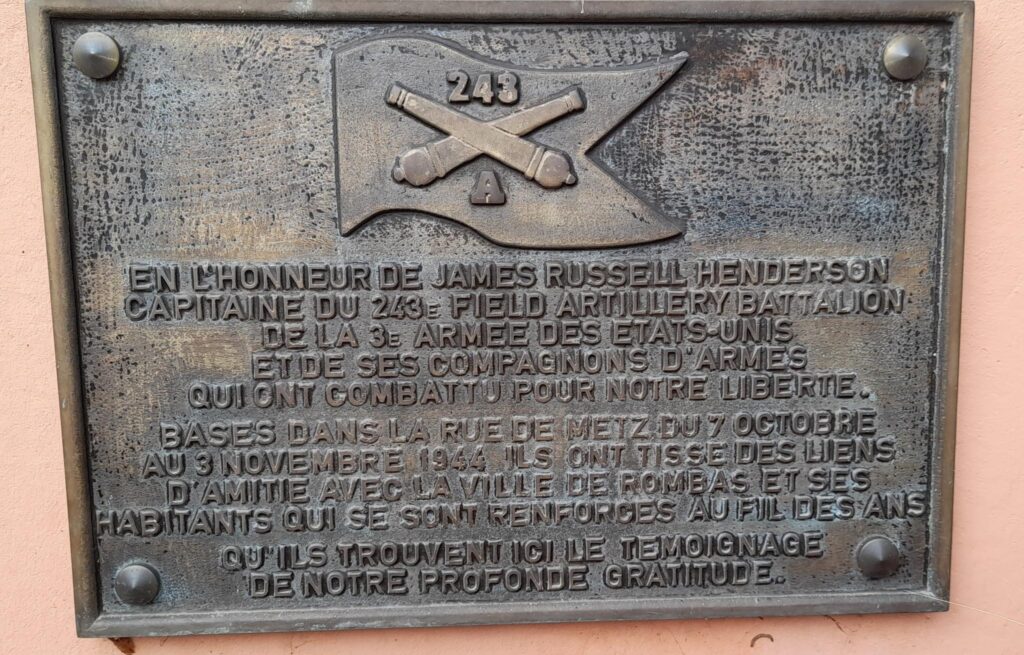 243
A
EN L'HONNEUR DE JAMES RUSSELL HENDERSON
CAPITAINE DU 243E FIELD ARTILLERY BATTALION
DE LA 3E ARMEE DES ETATS-UNIS
ET DE SES COMPAGNONS D'ARMES
QUI ONT COMBATTU POUR NOTRE LIBERTE.
BASES DANS LA RUE DE METZ DU 7 OCTOBRE
AU 3 NOVEMBRE 1944 ILS ONT TISSE DES LIENS
D'AMITIE AVEC LA VILLE DE ROMBAS ET SES
HABITANTS QUI SE SONT RENFORCES AU FIL DES ANS
QU'ILS TROUVENT ICI LE TEMOIGNAGE
DE NOTRE PROFONDE GRATITUDE.